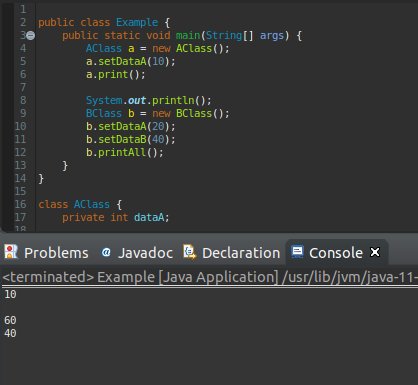 1
2 public class Example {
3 public static void main(String[] args) {
4 AClass a = new AClass();
5 a.setDataA(10);
6 a.print();
7
8 System.out.println();
9 BClass b = new BClass();
10 b.setDataA(20);
11 b.setDataB(40);
12 b.printAll();
13 }
14 }
15
16 class AClass {
17 private int dataA;
Problems Javadoc Declaration Console
<terminated> Example [Java Application] /usr/lib/jvm/java-11-
10
60
40